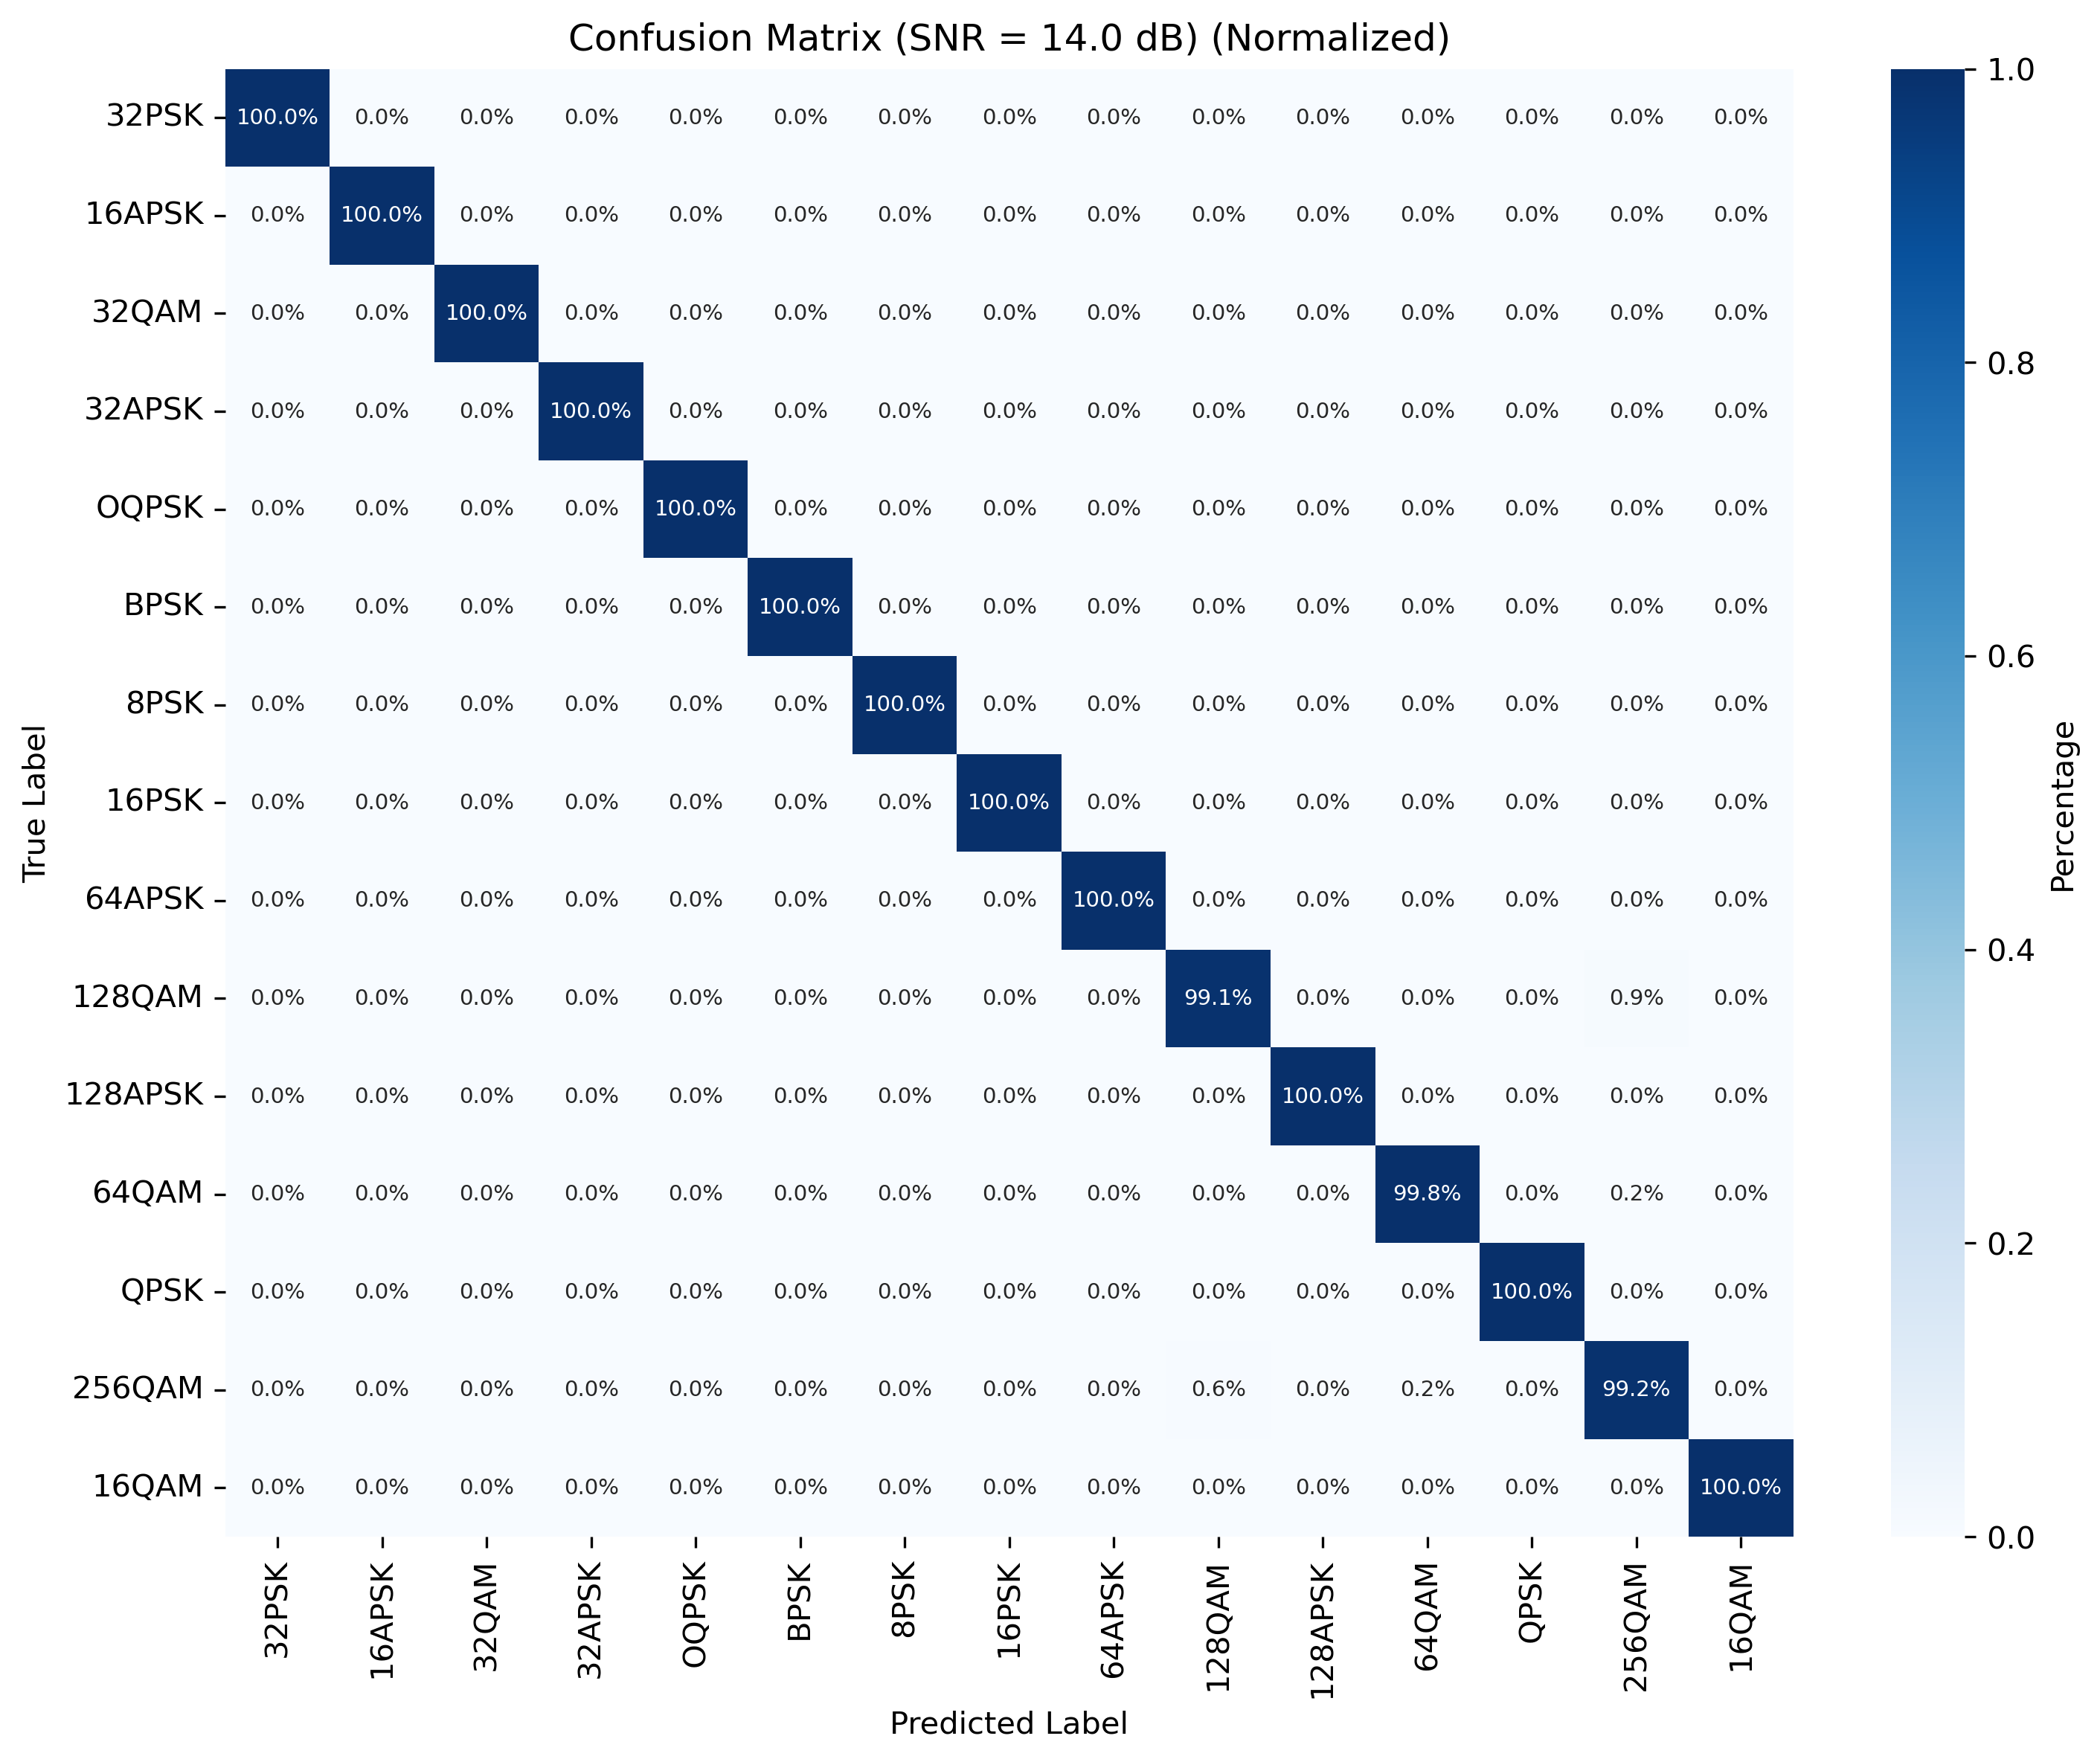 Confusion Matrix (SNR = 14.0 dB) (Normalized)
32PSK 100.0% 0.0% 0.0% 0.0% 0.0% 0.0% 0.0% 0.0% 0.0% 0.0% 0.0% 0.0% 0.0% 0.0% 0.0%
16APSK 0.0% 100.0% 0.0% 0.0% 0.0% 0.0% 0.0% 0.0% 0.0% 0.0% 0.0% 0.0% 0.0% 0.0% 0.0%
32QAM 0.0% 0.0% 100.0% 0.0% 0.0% 0.0% 0.0% 0.0% 0.0% 0.0% 0.0% 0.0% 0.0% 0.0% 0.0%
32APSK 0.0% 0.0% 0.0% 100.0% 0.0% 0.0% 0.0% 0.0% 0.0% 0.0% 0.0% 0.0% 0.0% 0.0% 0.0%
OQPSK 0.0% 0.0% 0.0% 0.0% 100.0% 0.0% 0.0% 0.0% 0.0% 0.0% 0.0% 0.0% 0.0% 0.0% 0.0%
BPSK 0.0% 0.0% 0.0% 0.0% 0.0% 100.0% 0.0% 0.0% 0.0% 0.0% 0.0% 0.0% 0.0% 0.0% 0.0%
8PSK 0.0% 0.0% 0.0% 0.0% 0.0% 0.0% 100.0% 0.0% 0.0% 0.0% 0.0% 0.0% 0.0% 0.0% 0.0%
16PSK 0.0% 0.0% 0.0% 0.0% 0.0% 0.0% 0.0% 100.0% 0.0% 0.0% 0.0% 0.0% 0.0% 0.0% 0.0%
64APSK 0.0% 0.0% 0.0% 0.0% 0.0% 0.0% 0.0% 0.0% 100.0% 0.0% 0.0% 0.0% 0.0% 0.0% 0.0%
128QAM 0.0% 0.0% 0.0% 0.0% 0.0% 0.0% 0.0% 0.0% 0.0% 99.1% 0.0% 0.0% 0.0% 0.9% 0.0%
128APSK 0.0% 0.0% 0.0% 0.0% 0.0% 0.0% 0.0% 0.0% 0.0% 0.0% 100.0% 0.0% 0.0% 0.0% 0.0%
64QAM 0.0% 0.0% 0.0% 0.0% 0.0% 0.0% 0.0% 0.0% 0.0% 0.0% 0.0% 99.8% 0.0% 0.2% 0.0%
QPSK 0.0% 0.0% 0.0% 0.0% 0.0% 0.0% 0.0% 0.0% 0.0% 0.0% 0.0% 0.0% 100.0% 0.0% 0.0%
256QAM 0.0% 0.0% 0.0% 0.0% 0.0% 0.0% 0.0% 0.0% 0.0% 0.6% 0.0% 0.2% 0.0% 99.2% 0.0%
16QAM 0.0% 0.0% 0.0% 0.0% 0.0% 0.0% 0.0% 0.0% 0.0% 0.0% 0.0% 0.0% 0.0% 0.0% 100.0%
True Label
32PSK 16APSK 32QAM 32APSK OQPSK BPSK 8PSK 16PSK 64APSK 128QAM 128APSK 64QAM QPSK 256QAM 16QAM
Predicted Label
1.0
0.8
0.6
0.4
0.2
0.0
Percentage